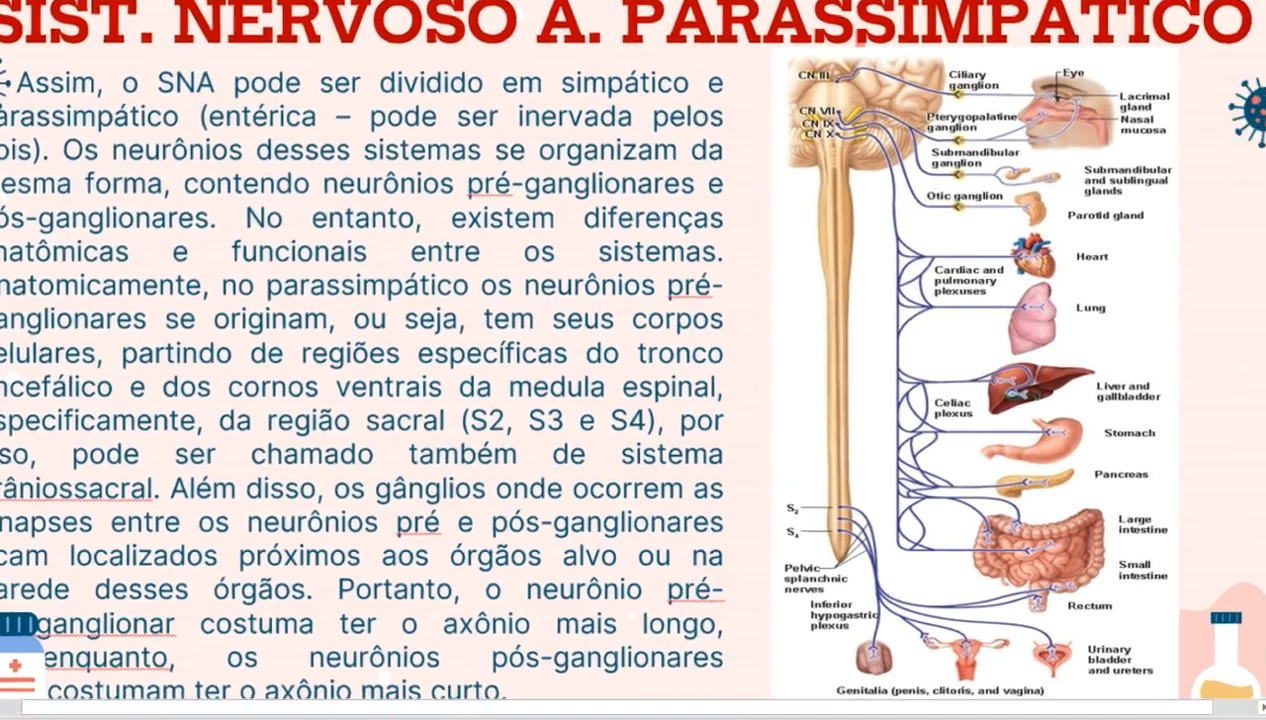 SIST. NERVOSO A. PARASSIMPÁTICO
Assim, o SNA pode ser dividido em simpático e
arassimpático (entérica – pode ser inervada pelos
ois). Os neurônios desses sistemas se organizam da
esma forma, contendo neurônios pré-ganglionares e
ós-ganglionares. No entanto, existem diferenças
natômicas e funcionais entre os sistemas.
natomicamente, no parassimpático os neurônios pré-
anglionares se originam, ou seja, tem seus corpos
elulares, partindo de regiões específicas do tronco
ncefálico e dos cornos ventrais da medula espinal,
specificamente, da região sacral (S2, S3 e S4), por
so, pode ser chamado também de sistema
râniossacral. Além disso, os gânglios onde ocorrem as
napses entre os neurônios pré e pós-ganglionares
cam localizados próximos aos órgãos alvo ou na
arede desses órgãos. Portanto, o neurônio pré-
ganglionar costuma ter o axônio mais longo,
enquanto, os neurônios pós-ganglionares
costumam ter o axônio mais curto.
CN III
CN VII
CN IX
CN X
Ciliary
ganglion
Eye
Lacrimal
gland
Nasal
mucosa
Pterygopalatine
ganglion
Submandibular
ganglion
Submandibular
and sublingual
glands
Otic ganglion
Parotid gland
Heart
Cardiac and
pulmonary
plexuses
Lung
Liver and
gallbladder
Celiac
plexus
Stomach
Pancreas
S₂
S₄
Large
intestine
Small
intestine
Pelvic
splanchnic
nerves
Rectum
Inferior
hypogastric
plexus
Urinary
bladder
and ureters
Genitalia (penis, clitoris, and vagina)